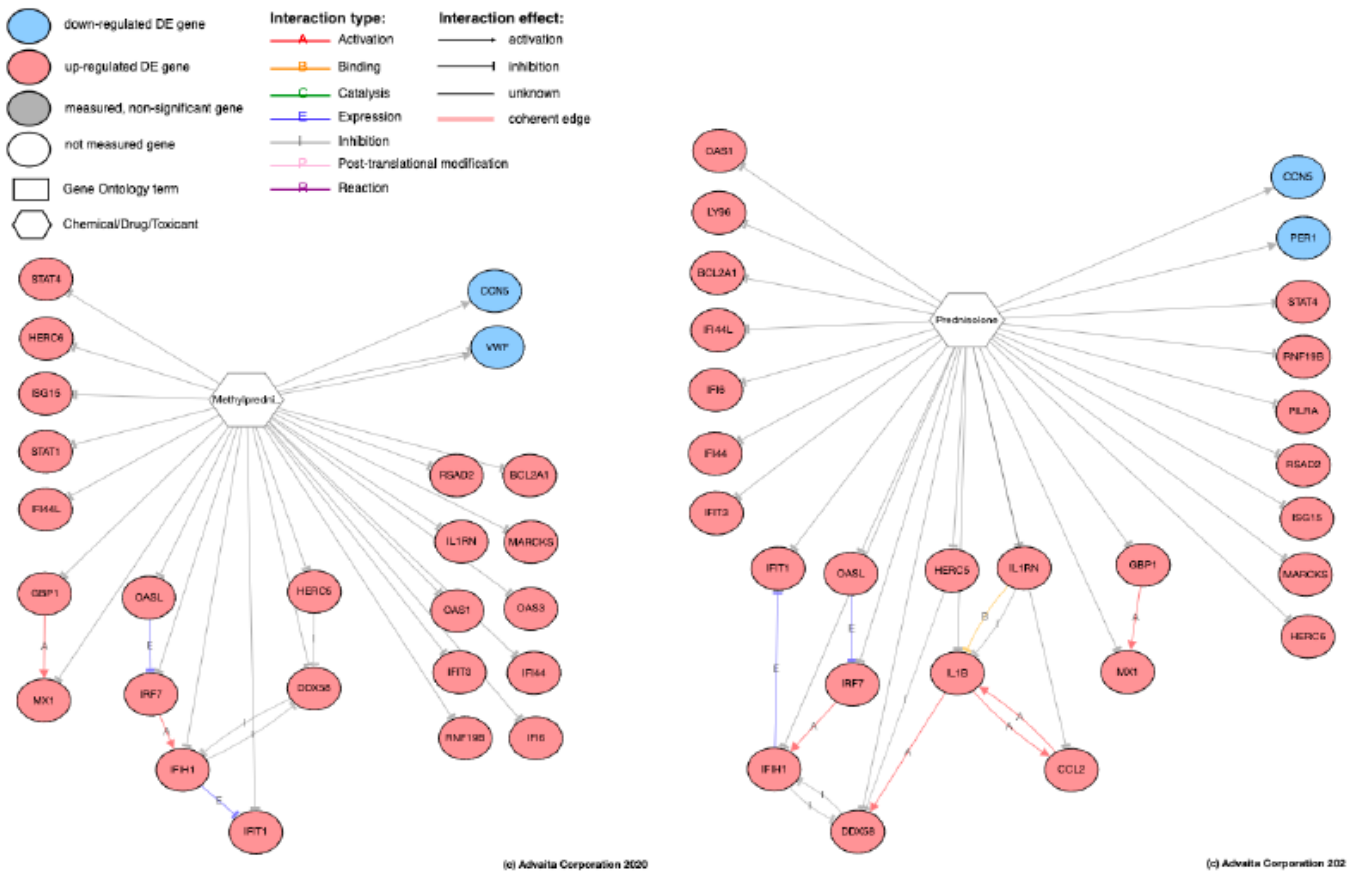 down-regulated DE gene
up-regulated DE gene
measured, non-significant gene
not measured gene
Gene Ontology term
Chemical/Drug/Toxicant
Interaction type:
A Activation
B Binding
C Catalysis
E Expression
I Inhibition
P Post-translational modification
R Reaction
Interaction effect:
activation
inhibition
unknown
coherent edge
STAT4
HERC6
ISG15
STAT1
IFI44L
CCN5
VWF
Methylpredni...
RSAD2
BCL2A1
IL1RN
MARCKS
GBP1
OASL
HERC5
OAS1
OAS3
A
E
I
MX1
IRF7
DDX58
IFIT3
IFI44
A
I
I
IFIH1
RNF19B
IFI6
E
IFIT1
(c) Advaita Corporation 2020
OAS1
LY96
BCL2A1
IFI44L
IFI6
IFI44
IFIT3
CCN5
PER1
Prednisolone
STAT4
RNF19B
PILRA
RSAD2
ISG15
MARCKS
HERC6
IFIT1
OASL
HERC5
IL1RN
GBP1
E
B
I
A
E
I
IRF7
IL1B
MX1
A
A
A
A
IFIH1
CCL2
I
I
DDX58
(c) Advaita Corporation 202